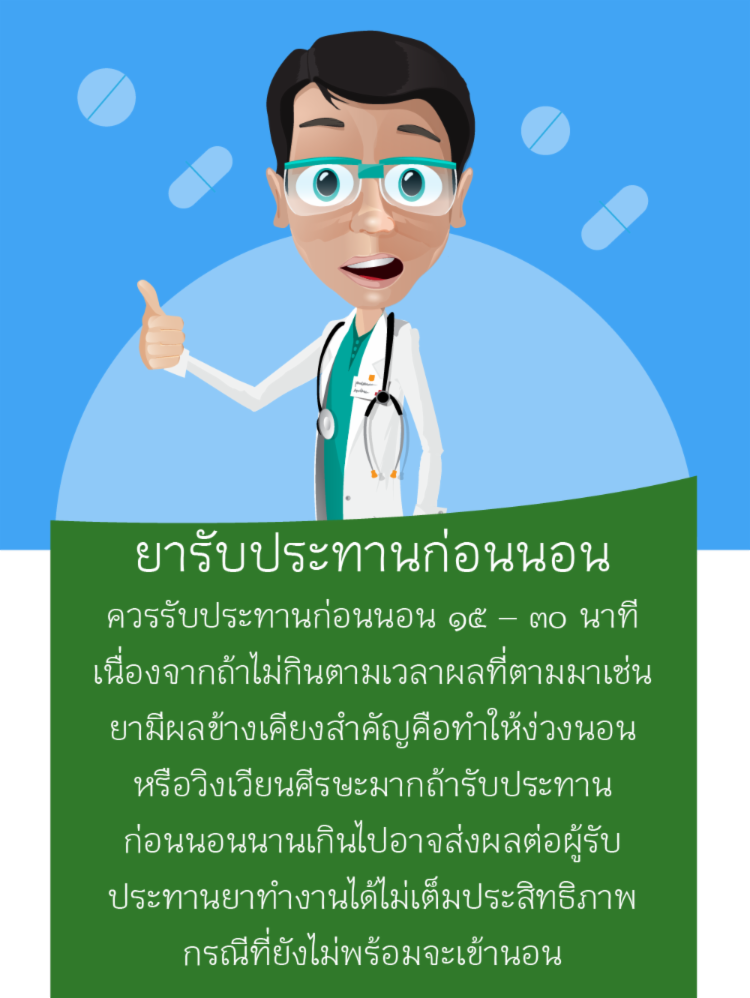 ยารับประทานก่อนนอน
ควรรับประทานก่อนนอน ๑๕ – ๓๐ นาที
เนื่องจากถ้าไม่กินตามเวลาผลที่ตามมาเช่น
ยามีผลข้างเคียงสำคัญคือทำให้ง่วงนอน
หรือวิงเวียนศีรษะมากถ้ารับประทาน
ก่อนนอนนานเกินไปอาจส่งผลต่อผู้รับ
ประทานยาทำงานได้ไม่เต็มประสิทธิภาพ
กรณีที่ยังไม่พร้อมจะเข้านอน